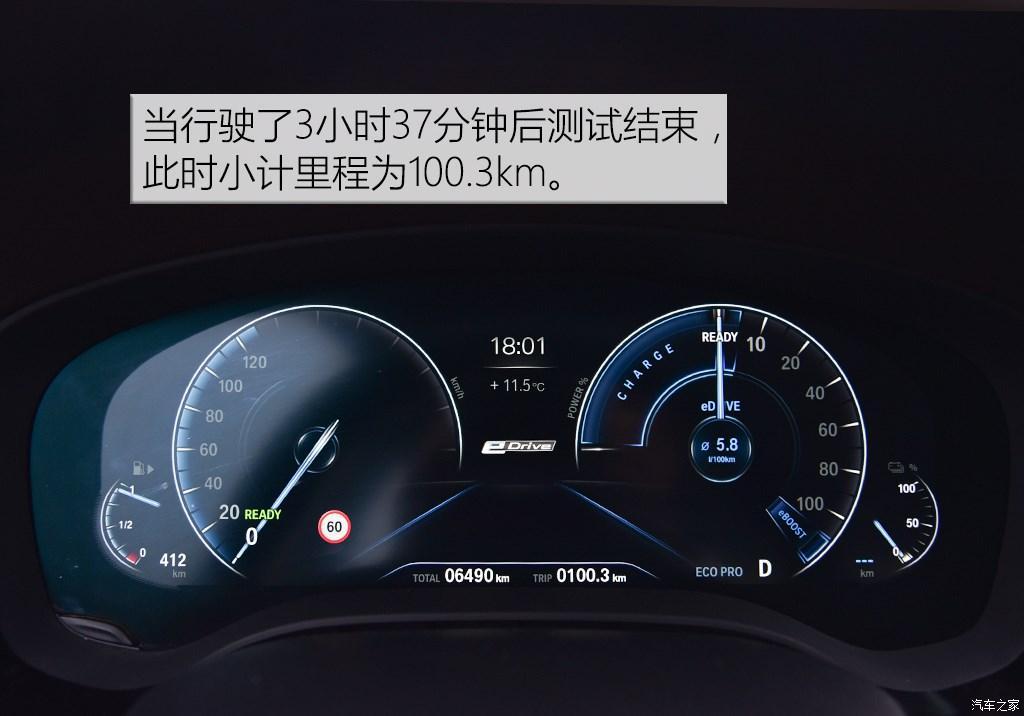 当行驶了3小时37分钟后测试结束，
此时小计里程为100.3km。
18:01
+ 11.5°C
eDrive
120
100
80
60
40
20
0
READY
km/h
60
1
1/2
0
412
km
TOTAL 06490 km TRIP 0100.3 km
POWER %
CHARGE
READY
10
20
40
60
80
100
eBOOST
eDRIVE
ø 5.8
l/100km
ECO PRO D
%
100
50
0
---
km
汽车之家